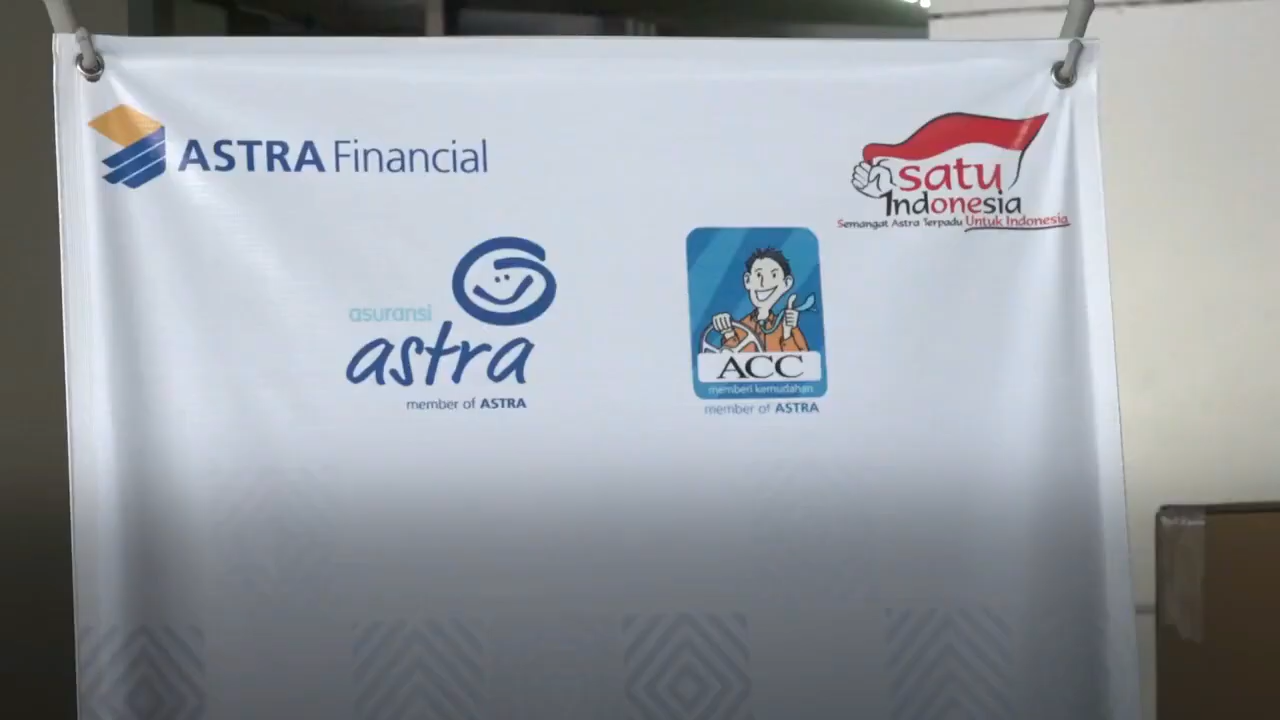 ASTRA Financial
satu
Indonesia
Semangat Astra Terpadu Untuk Indonesia
asuransi
astra
member of ASTRA
ACC
memberi kemudahan
member of ASTRA